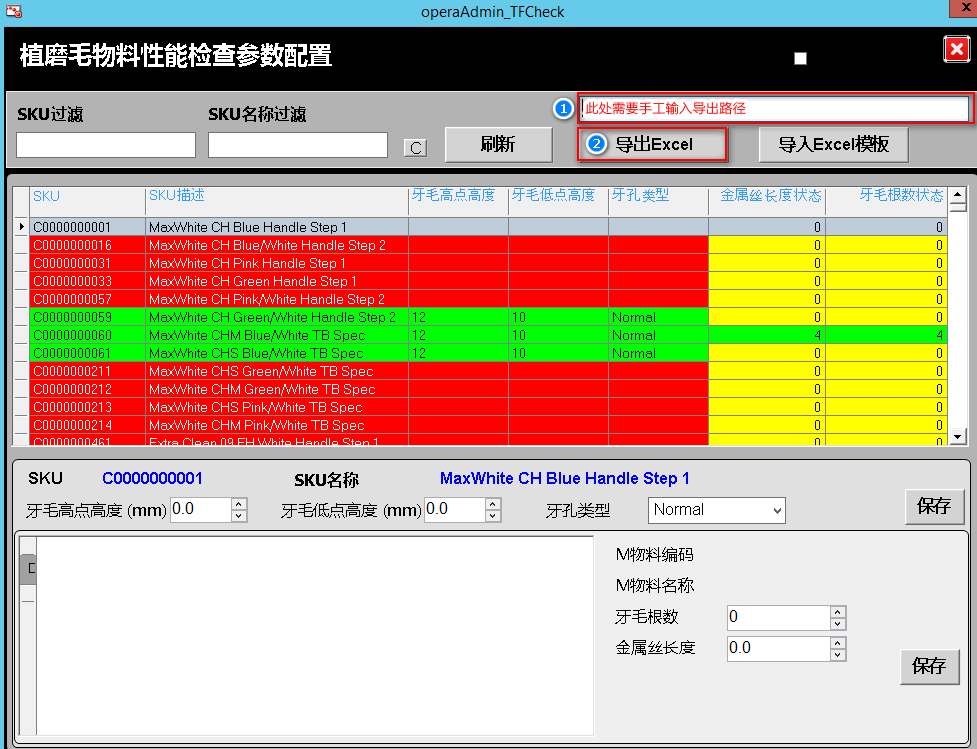 operaAdmin_TFCheck
植磨毛物料性能检查参数配置
SKU过滤 SKU名称过滤 1 此处需要手工输入导出路径
C 刷新 2 导出Excel 导入Excel模板
SKU SKU描述 牙毛高点高度 牙毛低点高度 牙孔类型 金属丝长度状态 牙毛根数状态
C0000000001 MaxWhite CH Blue Handle Step 1 0 0
C0000000016 MaxWhite CH Blue/White Handle Step 2 0 0
C0000000031 MaxWhite CH Pink Handle Step 1 0 0
C0000000033 MaxWhite CH Green Handle Step 1 0 0
C0000000057 MaxWhite CH Pink/White Handle Step 2 0 0
C0000000059 MaxWhite CH Green/White Handle Step 2 12 10 Normal 0 0
C0000000060 MaxWhite CHM Blue/White TB Spec 12 10 Normal 4 4
C0000000061 MaxWhite CHS Blue/White TB Spec 12 10 Normal 0 0
C0000000211 MaxWhite CHS Green/White TB Spec 0 0
C0000000212 MaxWhite CHM Green/White TB Spec 0 0
C0000000213 MaxWhite CHS Pink/White TB Spec 0 0
C0000000214 MaxWhite CHM Pink/White TB Spec 0 0
C0000000461 Extra Clean 09 FH White Handle Step 1 0 0
SKU C0000000001 SKU名称 MaxWhite CH Blue Handle Step 1
牙毛高点高度 (mm) 0.0 牙毛低点高度 (mm) 0.0 牙孔类型 Normal 保存
M物料编码
M物料名称
牙毛根数 0
金属丝长度 0.0
保存